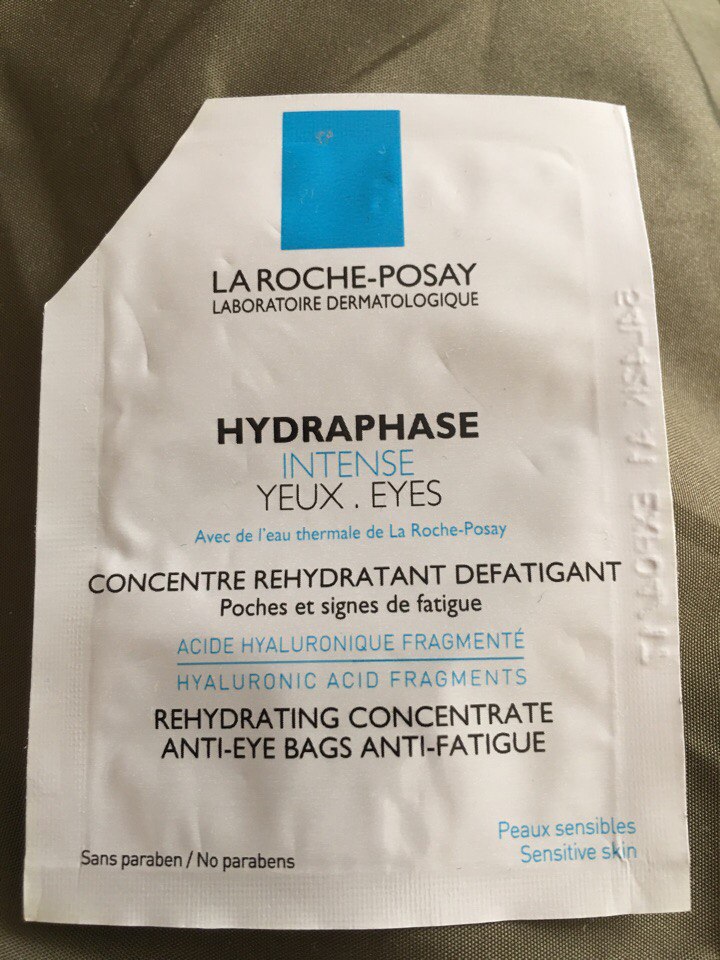 LA ROCHE-POSAY
LABORATOIRE DERMATOLOGIQUE
HYDRAPHASE
INTENSE
YEUX . EYES
Avec de l'eau thermale de La Roche-Posay
CONCENTRE REHYDRATANT DEFATIGANT
Poches et signes de fatigue
ACIDE HYALURONIQUE FRAGMENTÉ
HYALURONIC ACID FRAGMENTS
REHYDRATING CONCENTRATE
ANTI-EYE BAGS ANTI-FATIGUE
Peaux sensibles
Sensitive skin
Sans paraben / No parabens